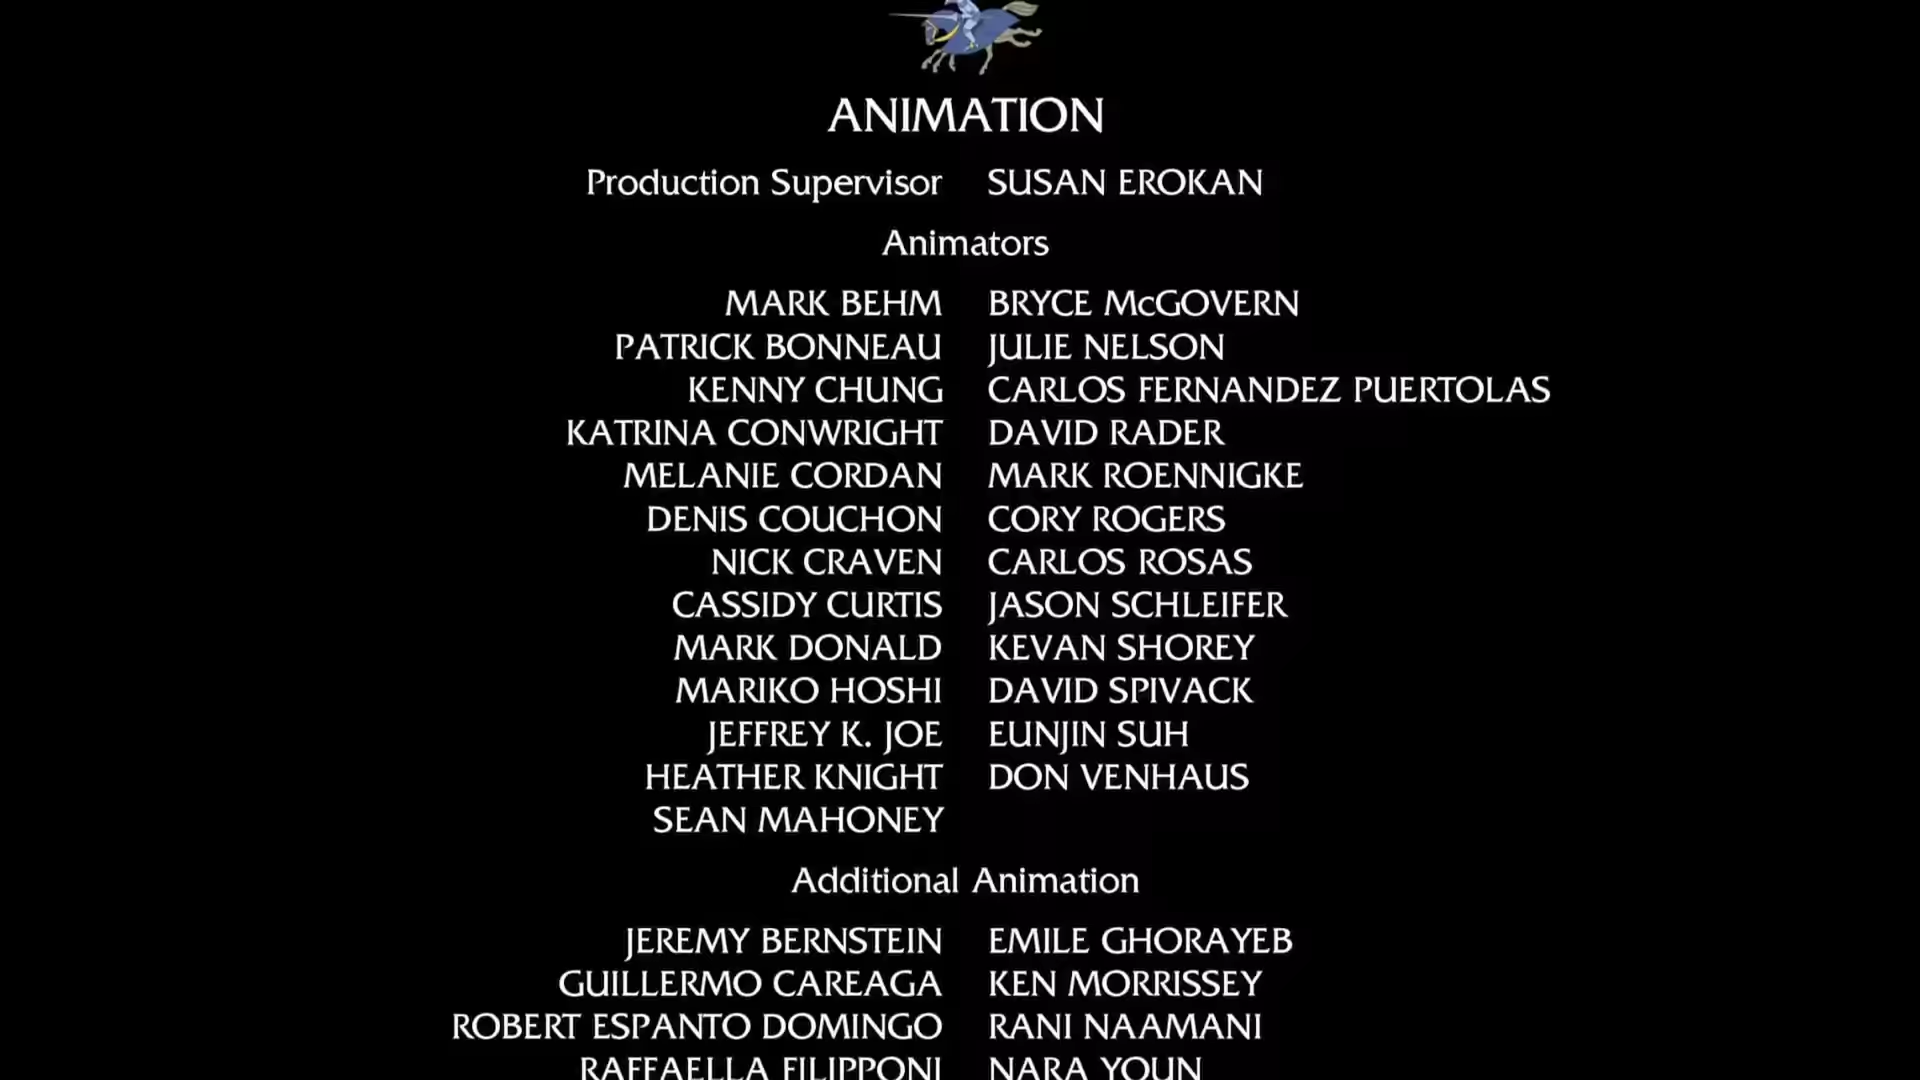 ANIMATION
Production Supervisor SUSAN EROKAN
Animators
MARK BEHM BRYCE McGOVERN
PATRICK BONNEAU JULIE NELSON
KENNY CHUNG CARLOS FERNANDEZ PUERTOLAS
KATRINA CONWRIGHT DAVID RADER
MELANIE CORDAN MARK ROENNIGKE
DENIS COUCHON CORY ROGERS
NICK CRAVEN CARLOS ROSAS
CASSIDY CURTIS JASON SCHLEIFER
MARK DONALD KEVAN SHOREY
MARIKO HOSHI DAVID SPIVACK
JEFFREY K. JOE EUNJIN SUH
HEATHER KNIGHT DON VENHAUS
SEAN MAHONEY
Additional Animation
JEREMY BERNSTEIN EMILE GHORAYEB
GUILLERMO CAREAGA KEN MORRISSEY
ROBERT ESPANTO DOMINGO RANI NAAMANI
RAFFAELLA FILIPPONI NARA YOUN